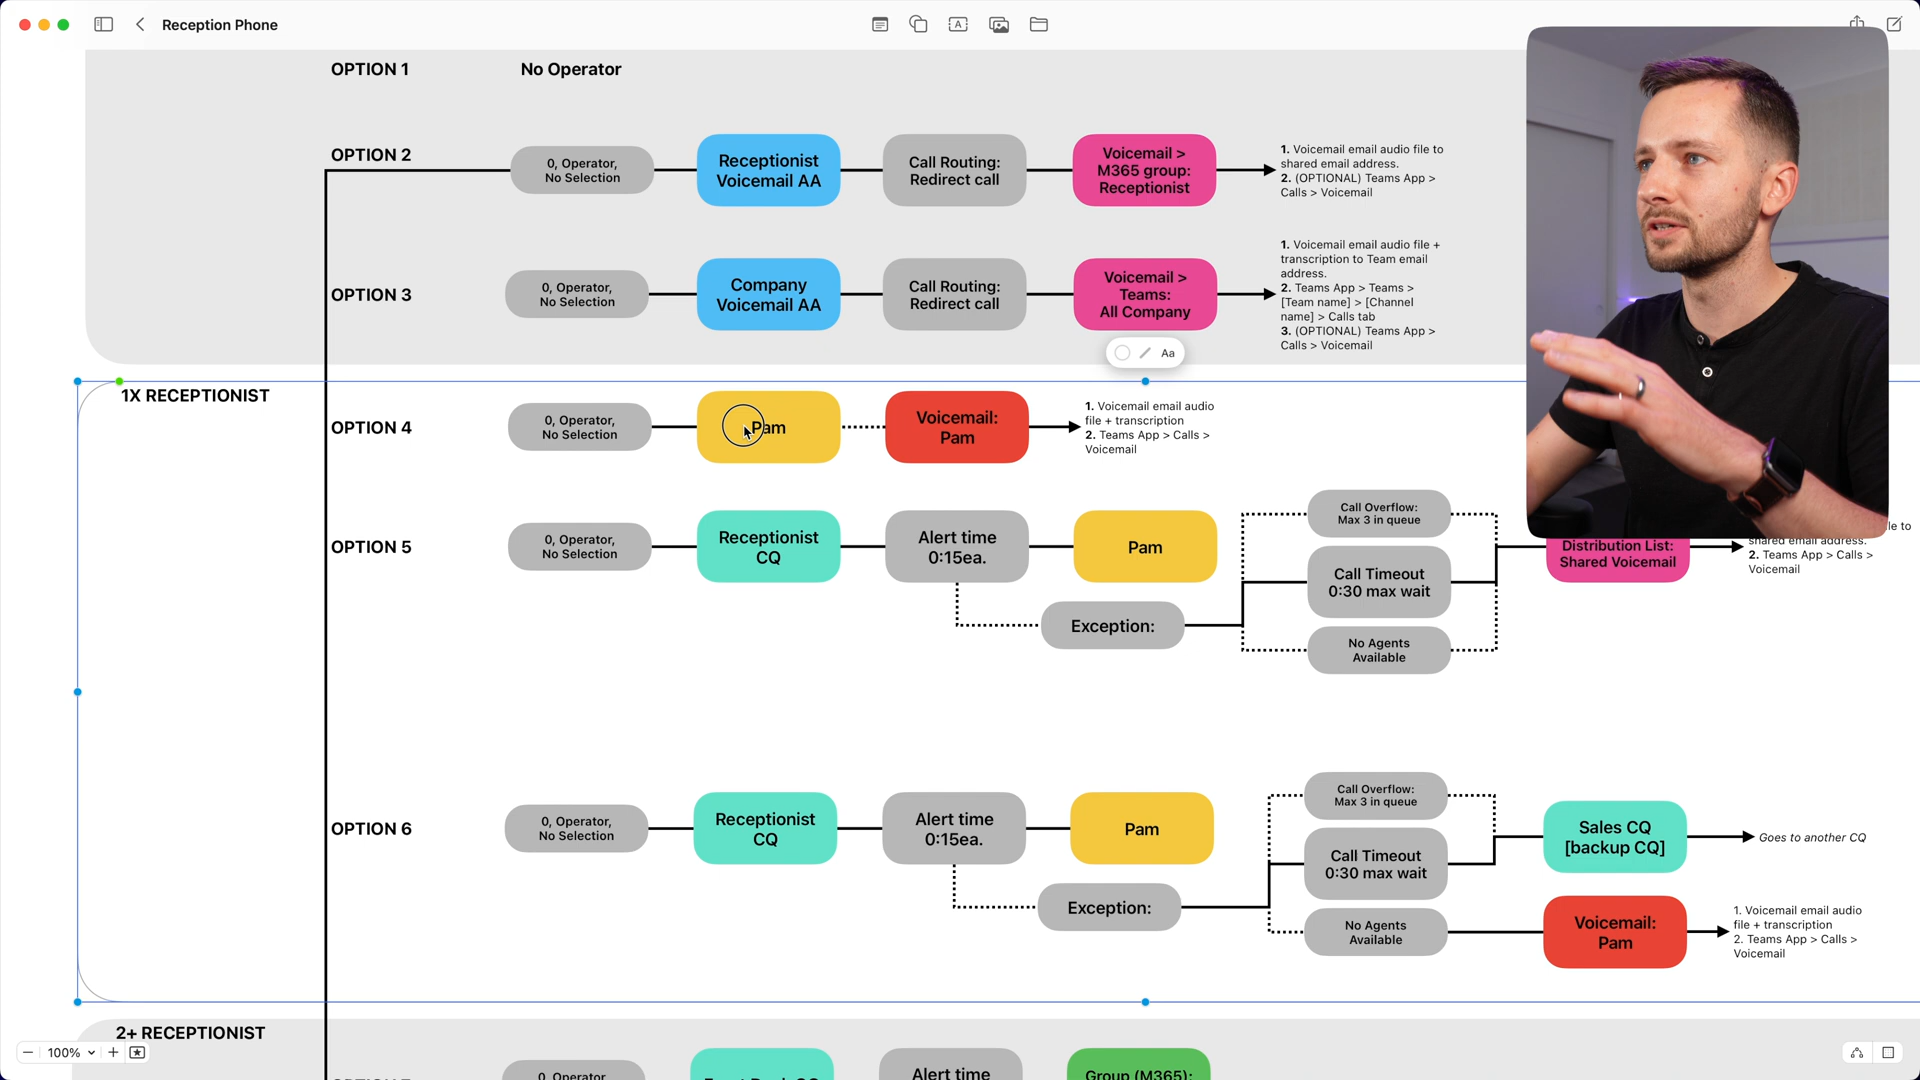 Reception Phone
OPTION 1
No Operator
OPTION 2
0, Operator,
No Selection
Receptionist
Voicemail AA
Call Routing:
Redirect call
Voicemail >
M365 group:
Receptionist
1. Voicemail email audio file to
shared email address.
2. (OPTIONAL) Teams App >
Calls > Voicemail
OPTION 3
0, Operator,
No Selection
Company
Voicemail AA
Call Routing:
Redirect call
Voicemail >
Teams:
All Company
1. Voicemail email audio file +
transcription to Team email
address.
2. Teams App > Teams >
[Team name] > [Channel
name] > Calls tab
3. (OPTIONAL) Teams App >
Calls > Voicemail
Aa
1X RECEPTIONIST
OPTION 4
0, Operator,
No Selection
Pam
Voicemail:
Pam
1. Voicemail email audio
file + transcription
2. Teams App > Calls >
Voicemail
OPTION 5
0, Operator,
No Selection
Receptionist
CQ
Alert time
0:15ea.
Pam
Exception:
Call Overflow:
Max 3 in queue
Call Timeout
0:30 max wait
No Agents
Available
Distribution List:
Shared Voicemail
le to
shared email address.
2. Teams App > Calls >
Voicemail
OPTION 6
0, Operator,
No Selection
Receptionist
CQ
Alert time
0:15ea.
Pam
Exception:
Call Overflow:
Max 3 in queue
Call Timeout
0:30 max wait
No Agents
Available
Sales CQ
[backup CQ]
Goes to another CQ
Voicemail:
Pam
1. Voicemail email audio
file + transcription
2. Teams App > Calls >
Voicemail
2+ RECEPTIONIST
100%
0, Operator
Alert time
Group (M365):